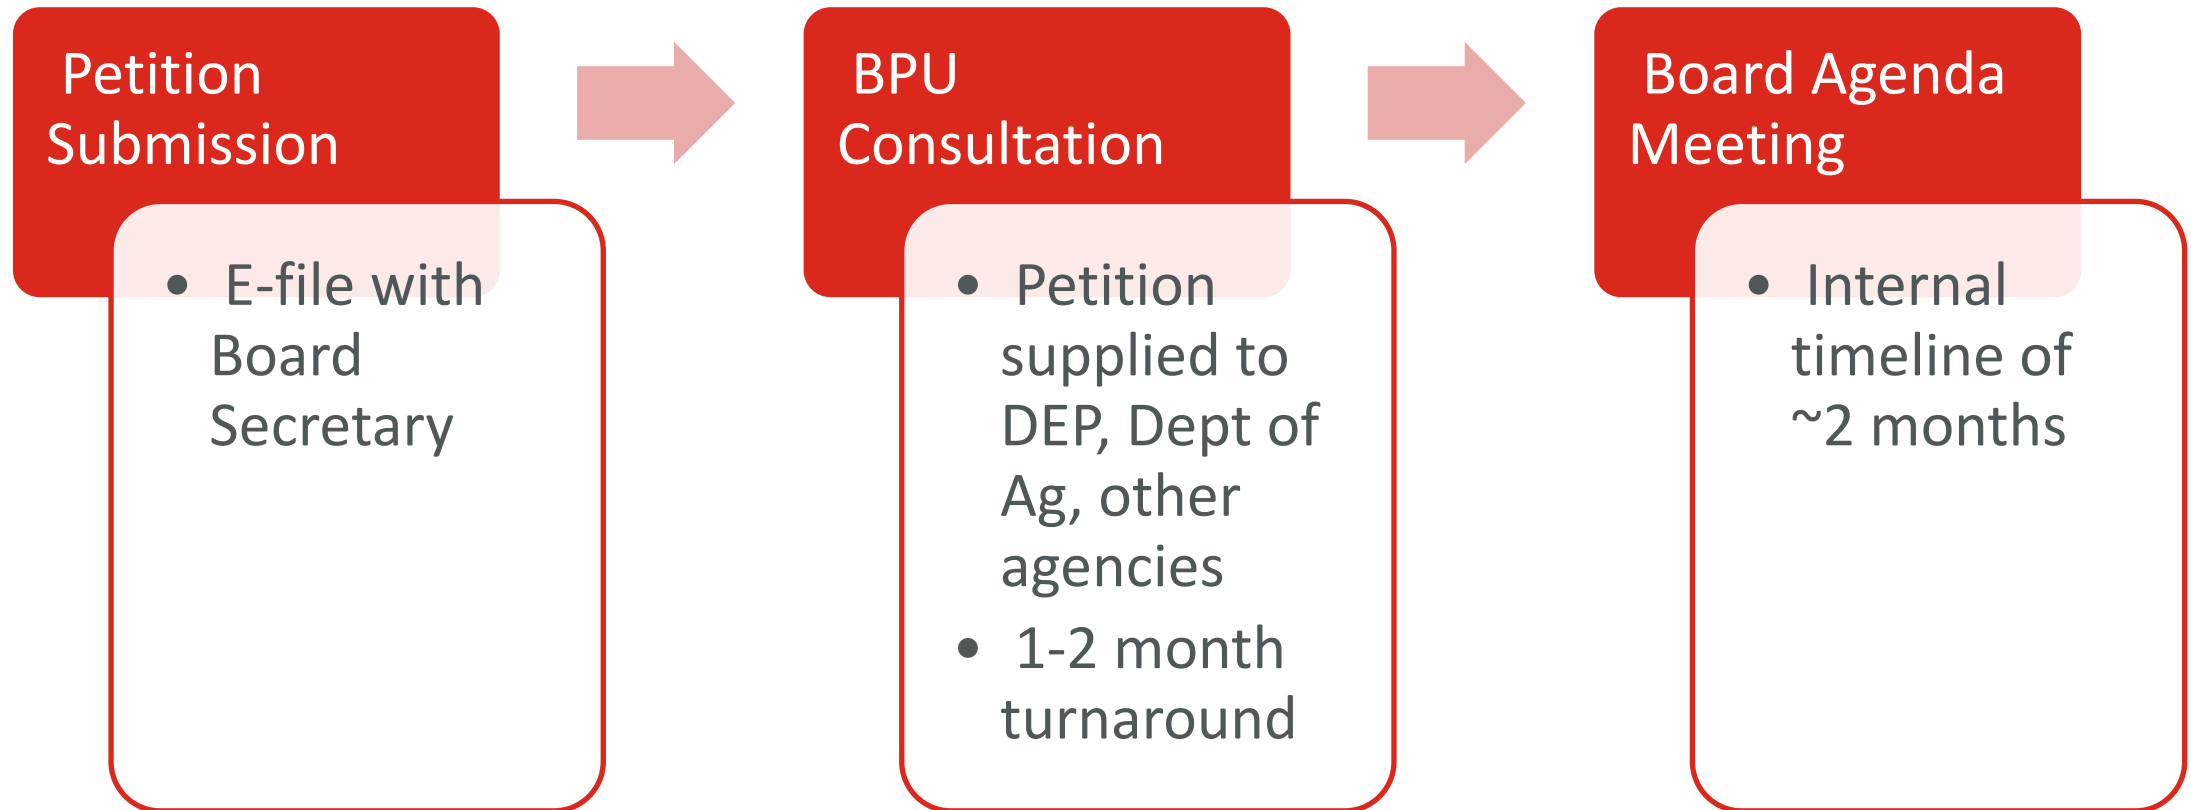 Petition
Submission
• E-file with
Board
Secretary
BPU
Consultation
• Petition
supplied to
DEP, Dept of
Ag, other
agencies
• 1-2 month
turnaround
Board Agenda
Meeting
• Internal
timeline of
~2 months